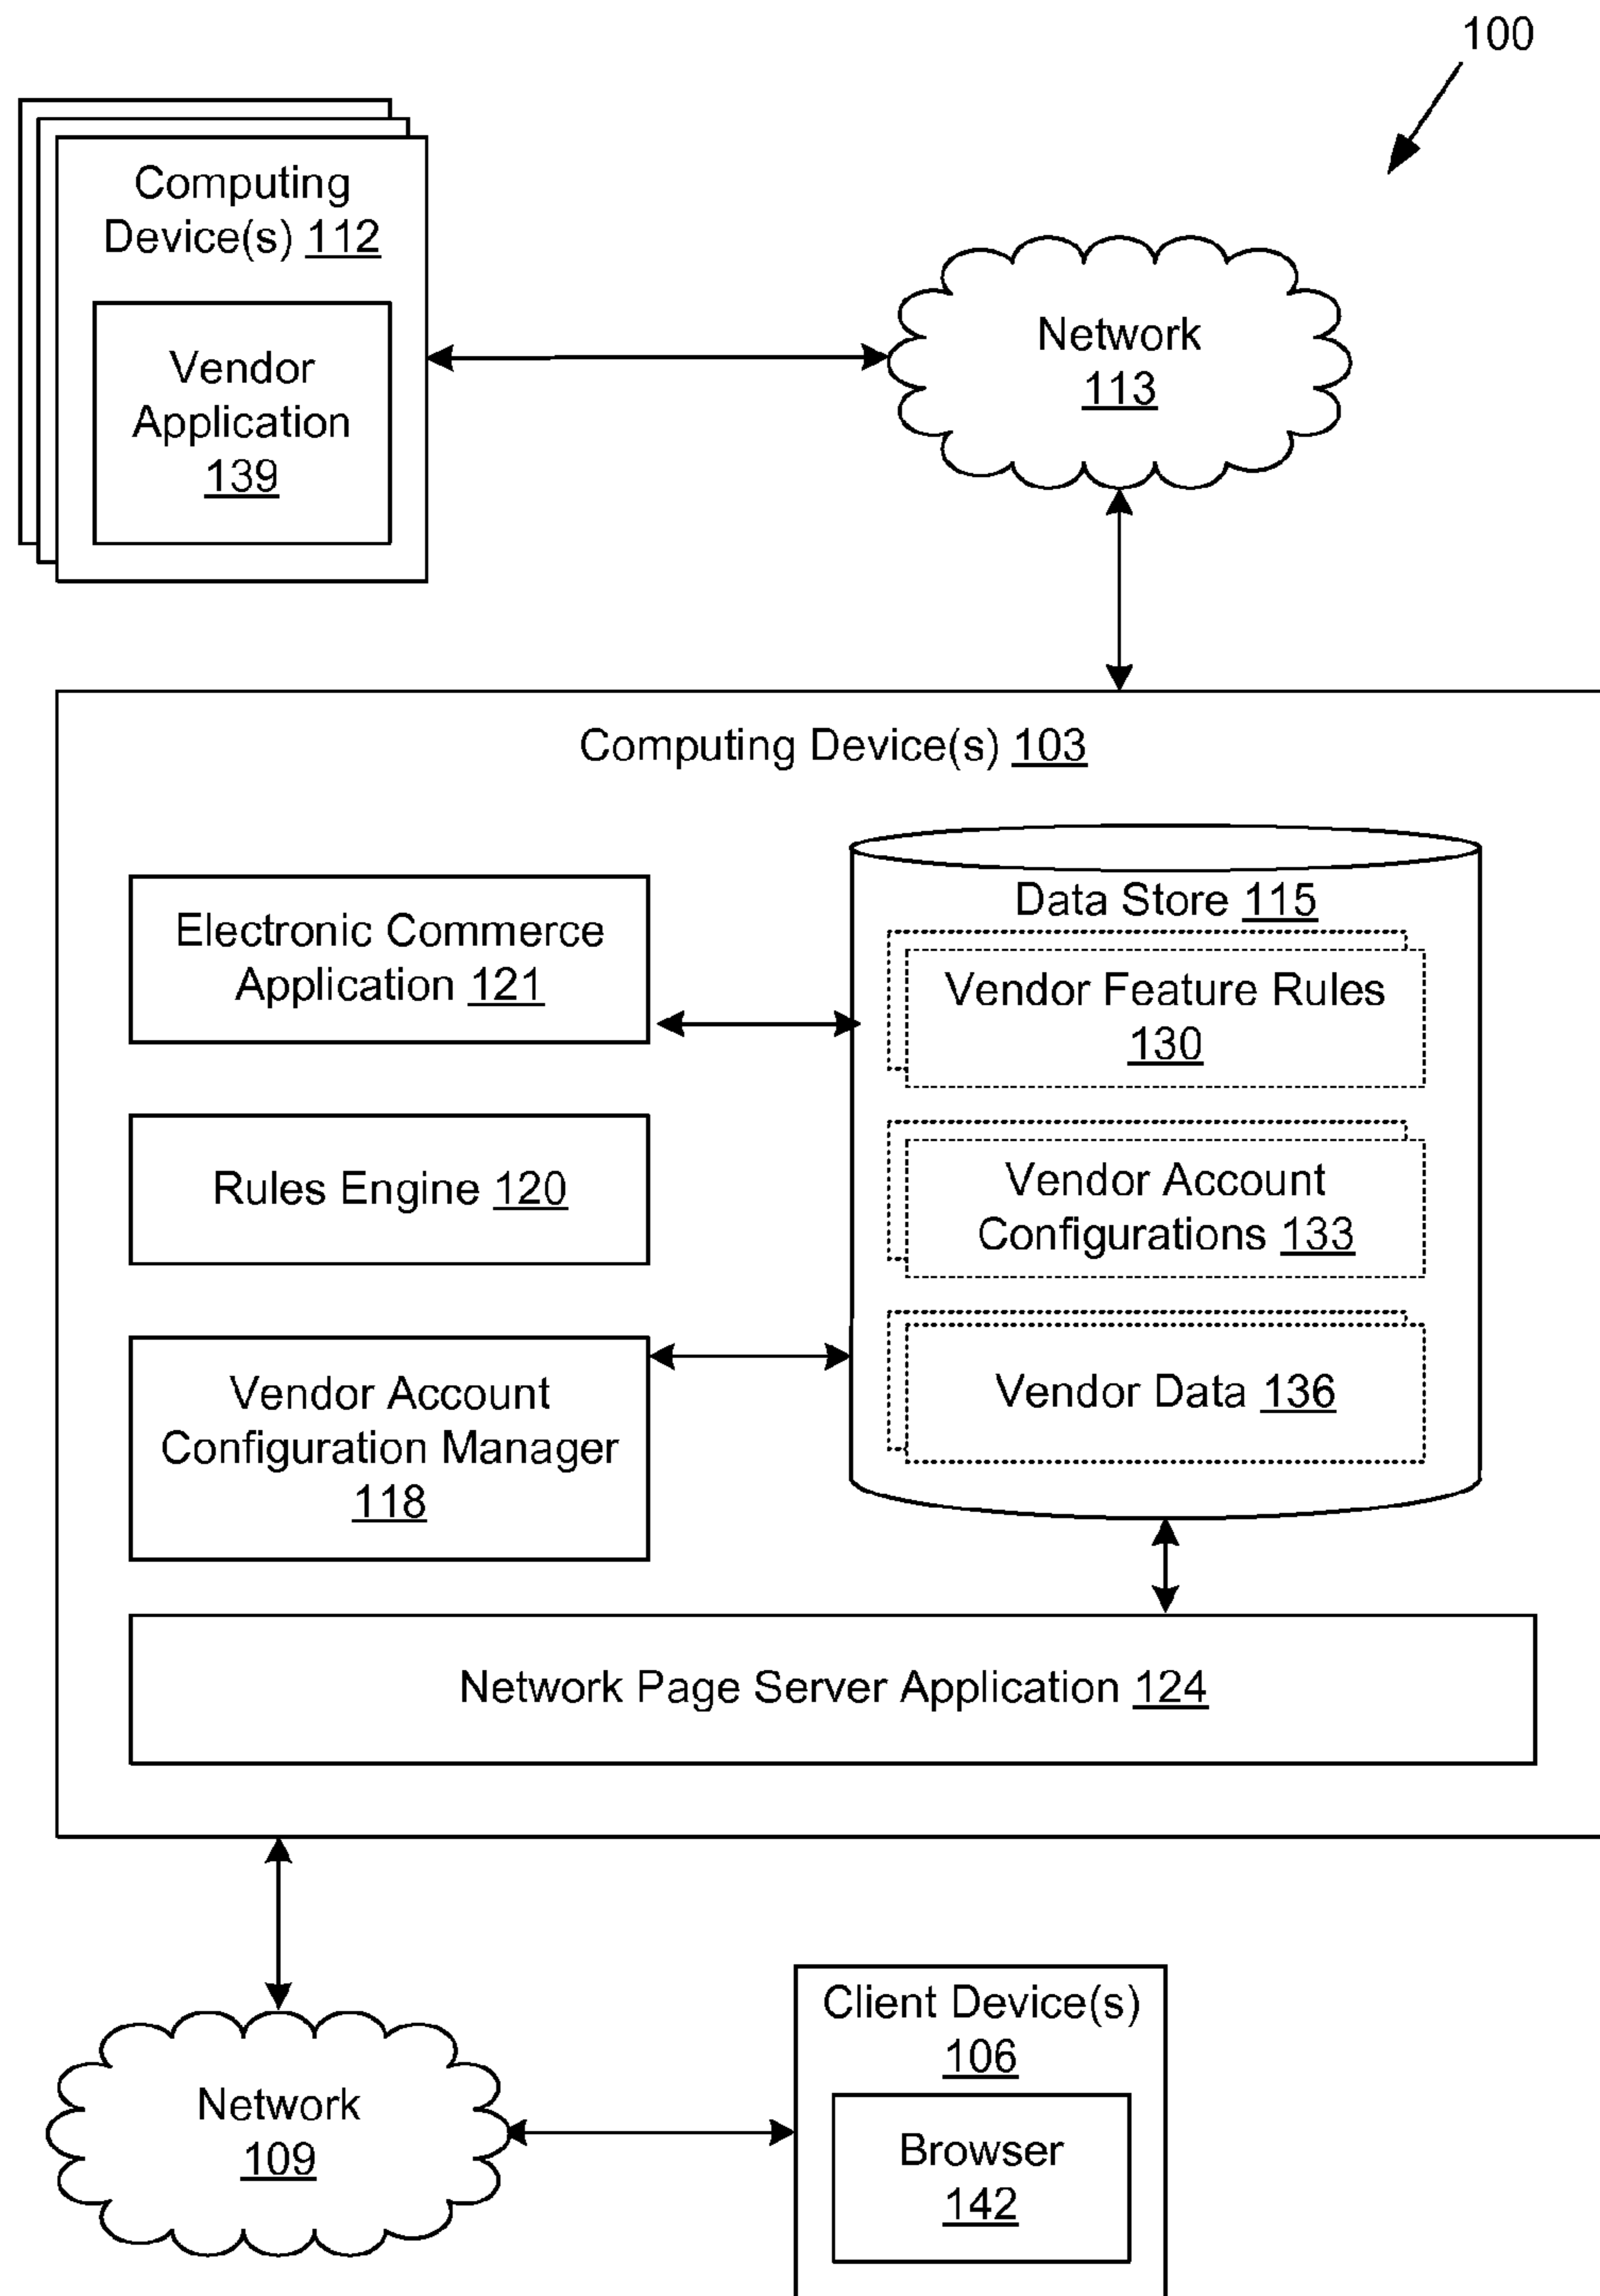 100
Computing
Device(s) 112
Vendor
Application
139
Network
113
Computing Device(s) 103
Electronic Commerce
Application 121
Rules Engine 120
Vendor Account
Configuration Manager
118
Data Store 115
Vendor Feature Rules
130
Vendor Account
Configurations 133
Vendor Data 136
Network Page Server Application 124
Network
109
Client Device(s)
106
Browser
142